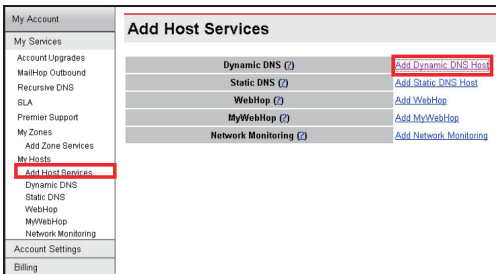 My Account
My Services
Account Upgrades
MailHop Outbound
Recursive DNS
SLA
Premier Support
My Zones
Add Zone Services
My Hosts
Add Host Services
Dynamic DNS
Static DNS
WebHop
MyWebHop
Network Monitoring
Account Settings
Billing
Add Host Services
Dynamic DNS (?) Add Dynamic DNS Host
Static DNS (?) Add Static DNS Host
WebHop (?) Add WebHop
MyWebHop (?) Add MyWebHop
Network Monitoring (?) Add Network Monitoring